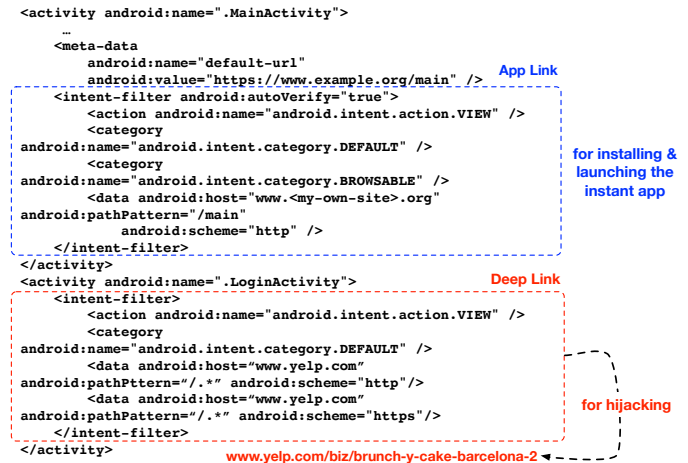 <activity android:name=".MainActivity">
…
<meta-data
android:name="default-url"
android:value="https://www.example.org/main" />
App Link
<intent-filter android:autoVerify="true">
<action android:name="android.intent.action.VIEW" />
<category
android:name="android.intent.category.DEFAULT" />
<category
android:name="android.intent.category.BROWSABLE" />
<data android:host="www.<my-own-site>.org"
android:pathPattern="/main"
android:scheme="http" />
</intent-filter>
for installing &
launching the
instant app
</activity>
<activity android:name=".LoginActivity">
Deep Link
<intent-filter>
<action android:name="android.intent.action.VIEW" />
<category
android:name="android.intent.category.DEFAULT" />
<data android:host=“www.yelp.com”
android:pathPttern=“/.*” android:scheme="http"/>
<data android:host=“www.yelp.com”
android:pathPattern=“/.*” android:scheme="https"/>
</intent-filter>
for hijacking
</activity>
www.yelp.com/biz/brunch-y-cake-barcelona-2